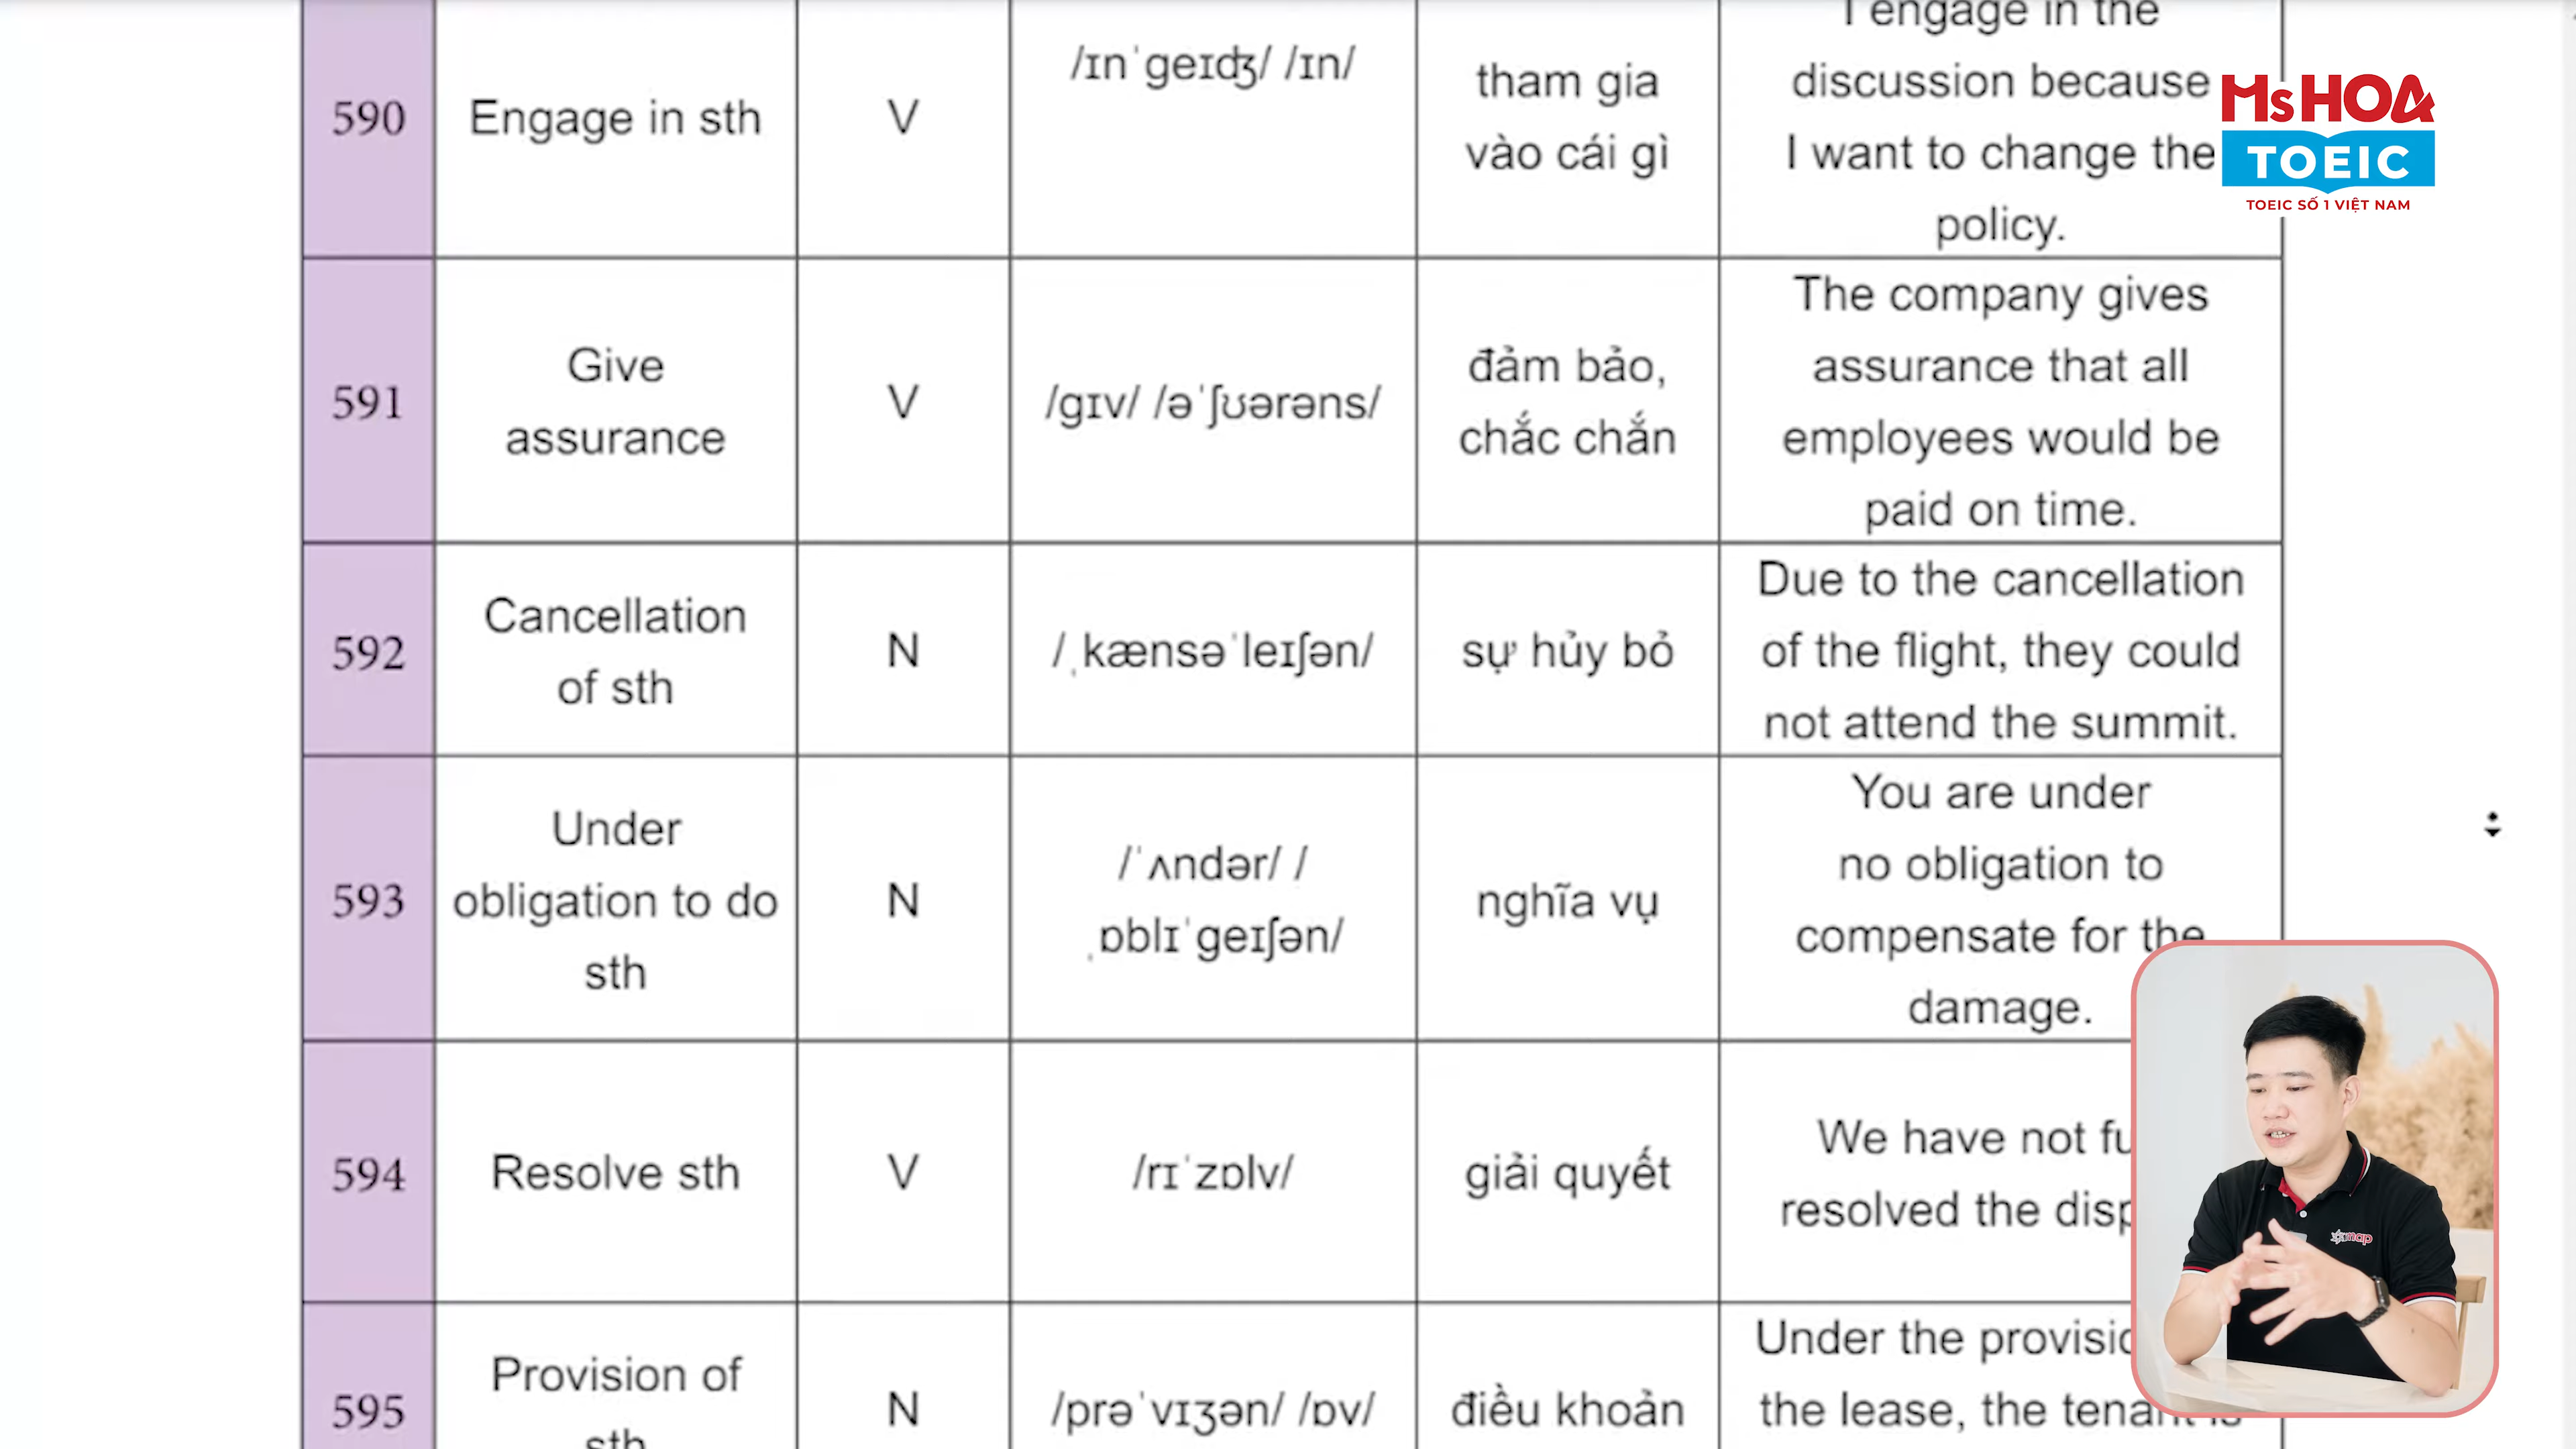 I engage in the
590 Engage in sth V /ɪnˈɡeɪʤ/ /ɪn/ tham gia discussion because
vào cái gì I want to change the
policy.
MsHOA
TOEIC
TOEIC SỐ 1 VIỆT NAM
The company gives
591 Give V /ɡɪv/ /əˈʃʊərəns/ đảm bảo, assurance that all
assurance chắc chắn employees would be
paid on time.
Due to the cancellation
592 Cancellation N /ˌkænsəˈleɪʃən/ sự hủy bỏ of the flight, they could
of sth not attend the summit.
You are under
593 Under N /ˈʌndər/ / nghĩa vụ no obligation to
obligation to do ˌɒblɪˈɡeɪʃən/ compensate for the
sth damage.
We have not
594 Resolve sth V /rɪˈzɒlv/ giải quyết resolved the
Under the
595 Provision of N /prəˈvɪʒən/ /ɒv/ điều khoản the lease, the tenant is
sth